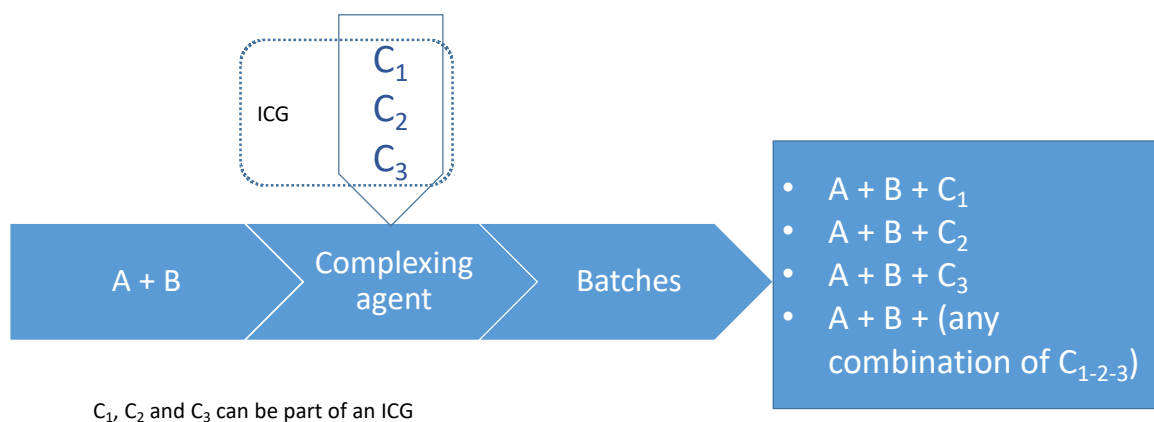 C₁
ICG
C₂
C₃
A + B
Complexing
agent
Batches
• A + B + C₁
• A + B + C₂
• A + B + C₃
• A + B + (any
combination of C₁₋₂₋₃)
C₁, C₂ and C₃ can be part of an ICG